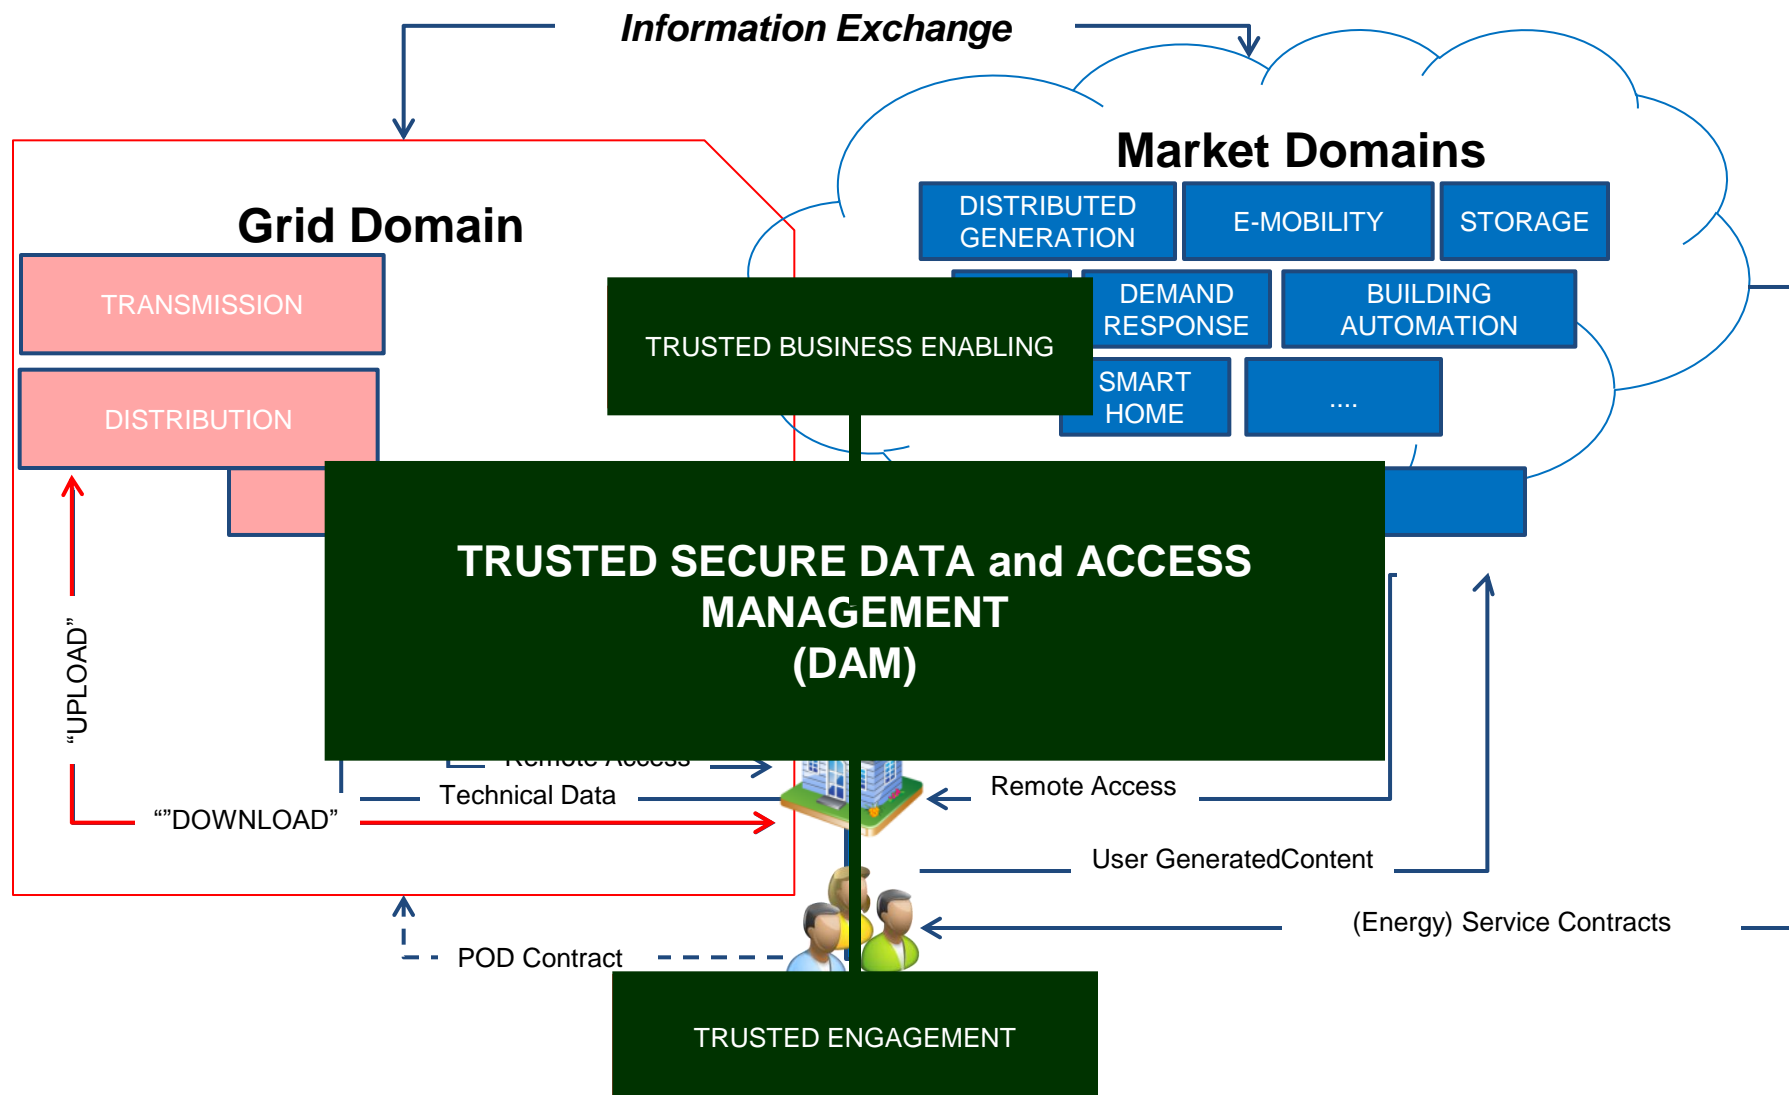 Information Exchange
Market Domains
Grid Domain
DISTRIBUTED
GENERATION
E-MOBILITY
STORAGE
TRANSMISSION
DEMAND
RESPONSE
BUILDING
AUTOMATION
TRUSTED BUSINESS ENABLING
DISTRIBUTION
SMART
HOME
....
TRUSTED SECURE DATA and ACCESS
MANAGEMENT
(DAM)
“UPLOAD”
Remote Access
Technical Data
Remote Access
“”DOWNLOAD”
User GeneratedContent
(Energy) Service Contracts
POD Contract
TRUSTED ENGAGEMENT